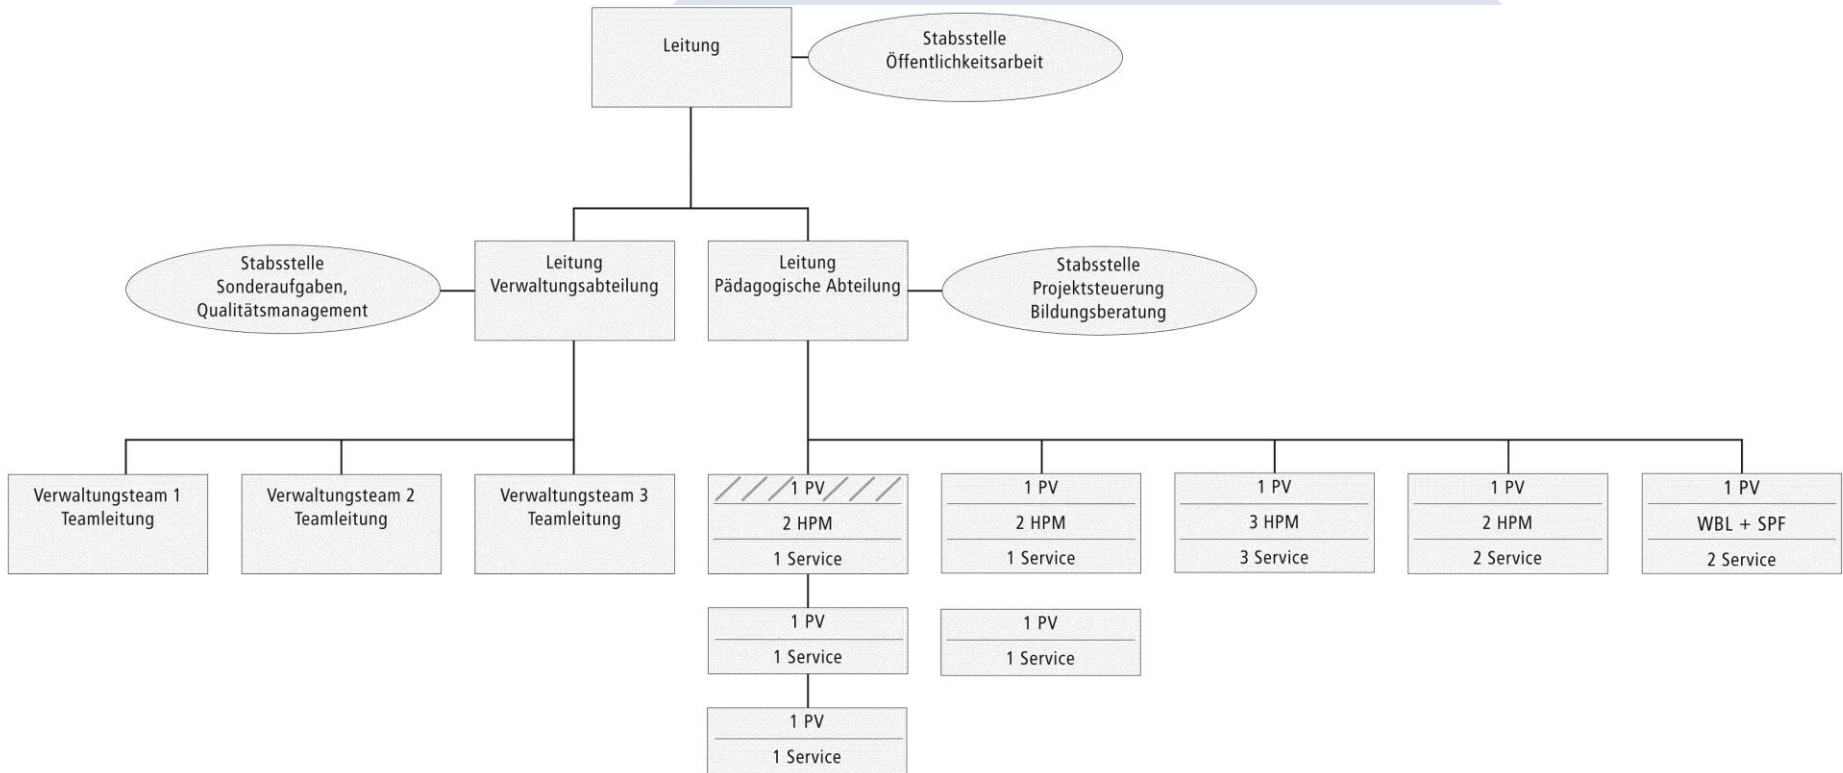 Leitung
Stabsstelle
Öffentlichkeitsarbeit
Stabsstelle
Sonderaufgaben,
Qualitätsmanagement
Leitung
Verwaltungsabteilung
Leitung
Pädagogische Abteilung
Stabsstelle
Projektsteuerung
Bildungsberatung
Verwaltungsteam 1
Teamleitung
Verwaltungsteam 2
Teamleitung
Verwaltungsteam 3
Teamleitung
1 PV
2 HPM
1 Service
1 PV
2 HPM
1 Service
1 PV
3 HPM
3 Service
1 PV
2 HPM
2 Service
1 PV
WBL + SPF
2 Service
1 PV
1 Service
1 PV
1 Service
1 PV
1 Service